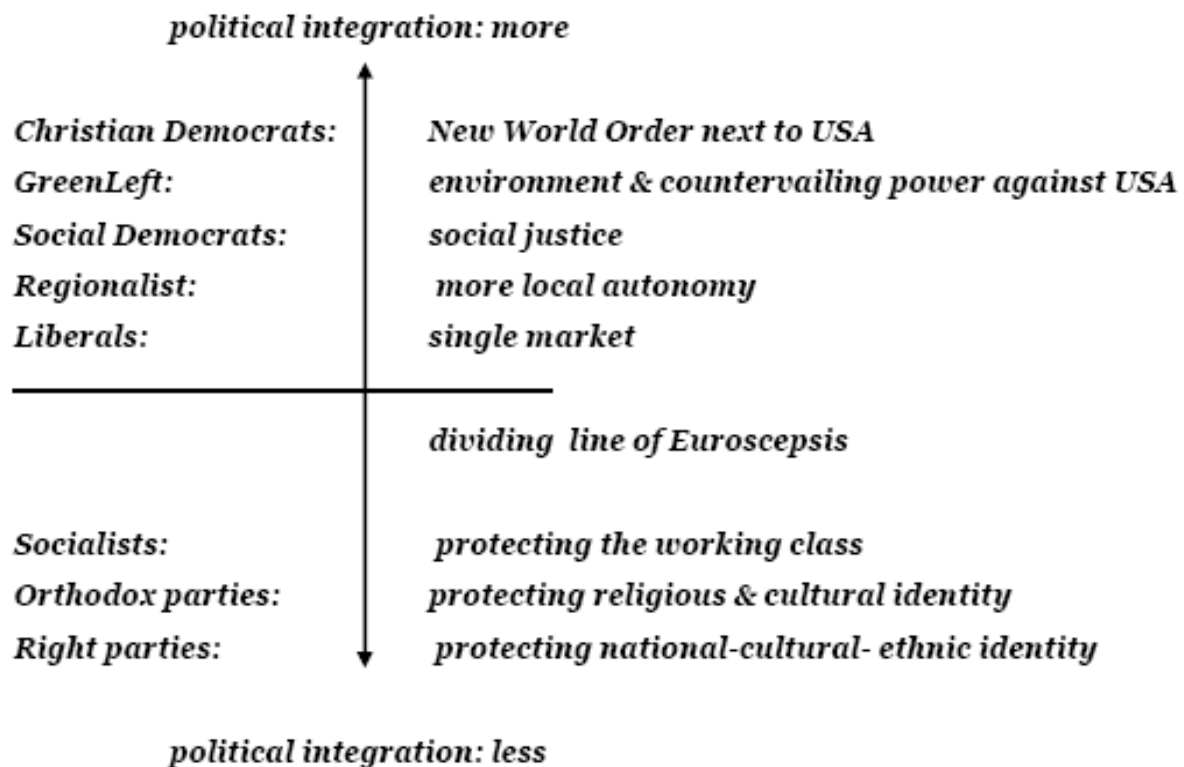 political integration: more
Christian Democrats: New World Order next to USA
GreenLeft: environment & countervailing power against USA
Social Democrats: social justice
Regionalist: more local autonomy
Liberals: single market
dividing line of Euroscepsis
Socialists: protecting the working class
Orthodox parties: protecting religious & cultural identity
Right parties: protecting national-cultural- ethnic identity
political integration: less